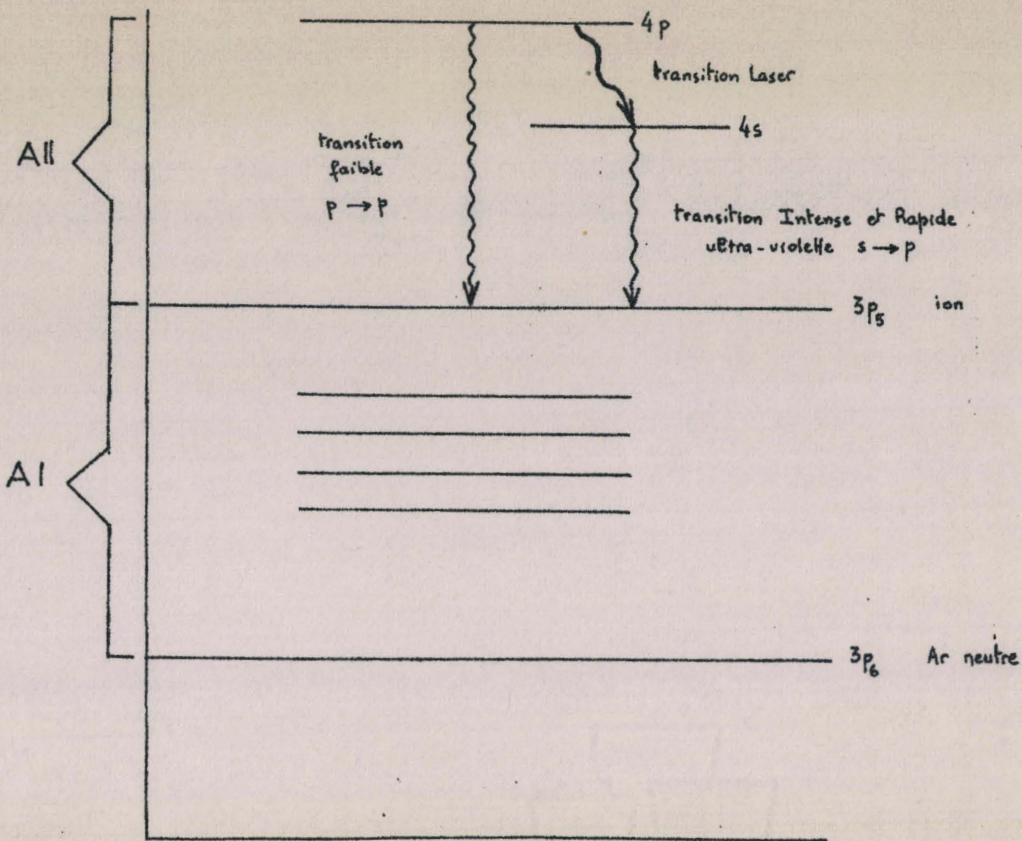 4p
transition Laser
4s
AII
transition
faible
p → p
transition Intense et Rapide
ultra-violette s → p
3p5 ion
AI
3p6 Ar neutre